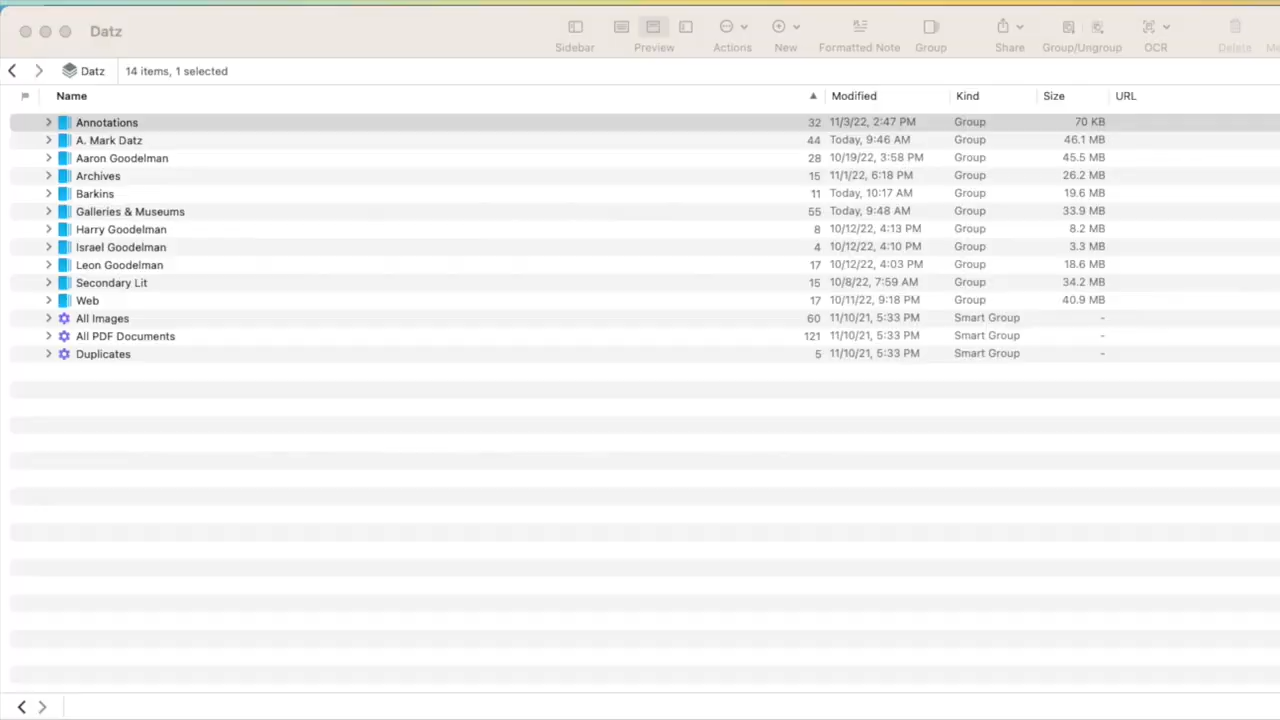 Datz
Sidebar Preview Actions New Formatted Note Group Share Group/Ungroup OCR Delete
Datz 14 items, 1 selected
Name Modified Kind Size URL
Annotations 32 11/3/22, 2:47 PM Group 70 KB
A. Mark Datz 44 Today, 9:46 AM Group 46.1 MB
Aaron Goodelman 28 10/19/22, 3:58 PM Group 45.5 MB
Archives 15 11/1/22, 6:18 PM Group 26.2 MB
Barkins 11 Today, 10:17 AM Group 19.6 MB
Galleries & Museums 55 Today, 9:48 AM Group 33.9 MB
Harry Goodelman 8 10/12/22, 4:13 PM Group 8.2 MB
Israel Goodelman 4 10/12/22, 4:10 PM Group 3.3 MB
Leon Goodelman 17 10/12/22, 4:03 PM Group 18.6 MB
Secondary Lit 15 10/8/22, 7:59 AM Group 34.2 MB
Web 17 10/11/22, 9:18 PM Group 40.9 MB
All Images 60 11/10/21, 5:33 PM Smart Group -
All PDF Documents 121 11/10/21, 5:33 PM Smart Group -
Duplicates 5 11/10/21, 5:33 PM Smart Group -